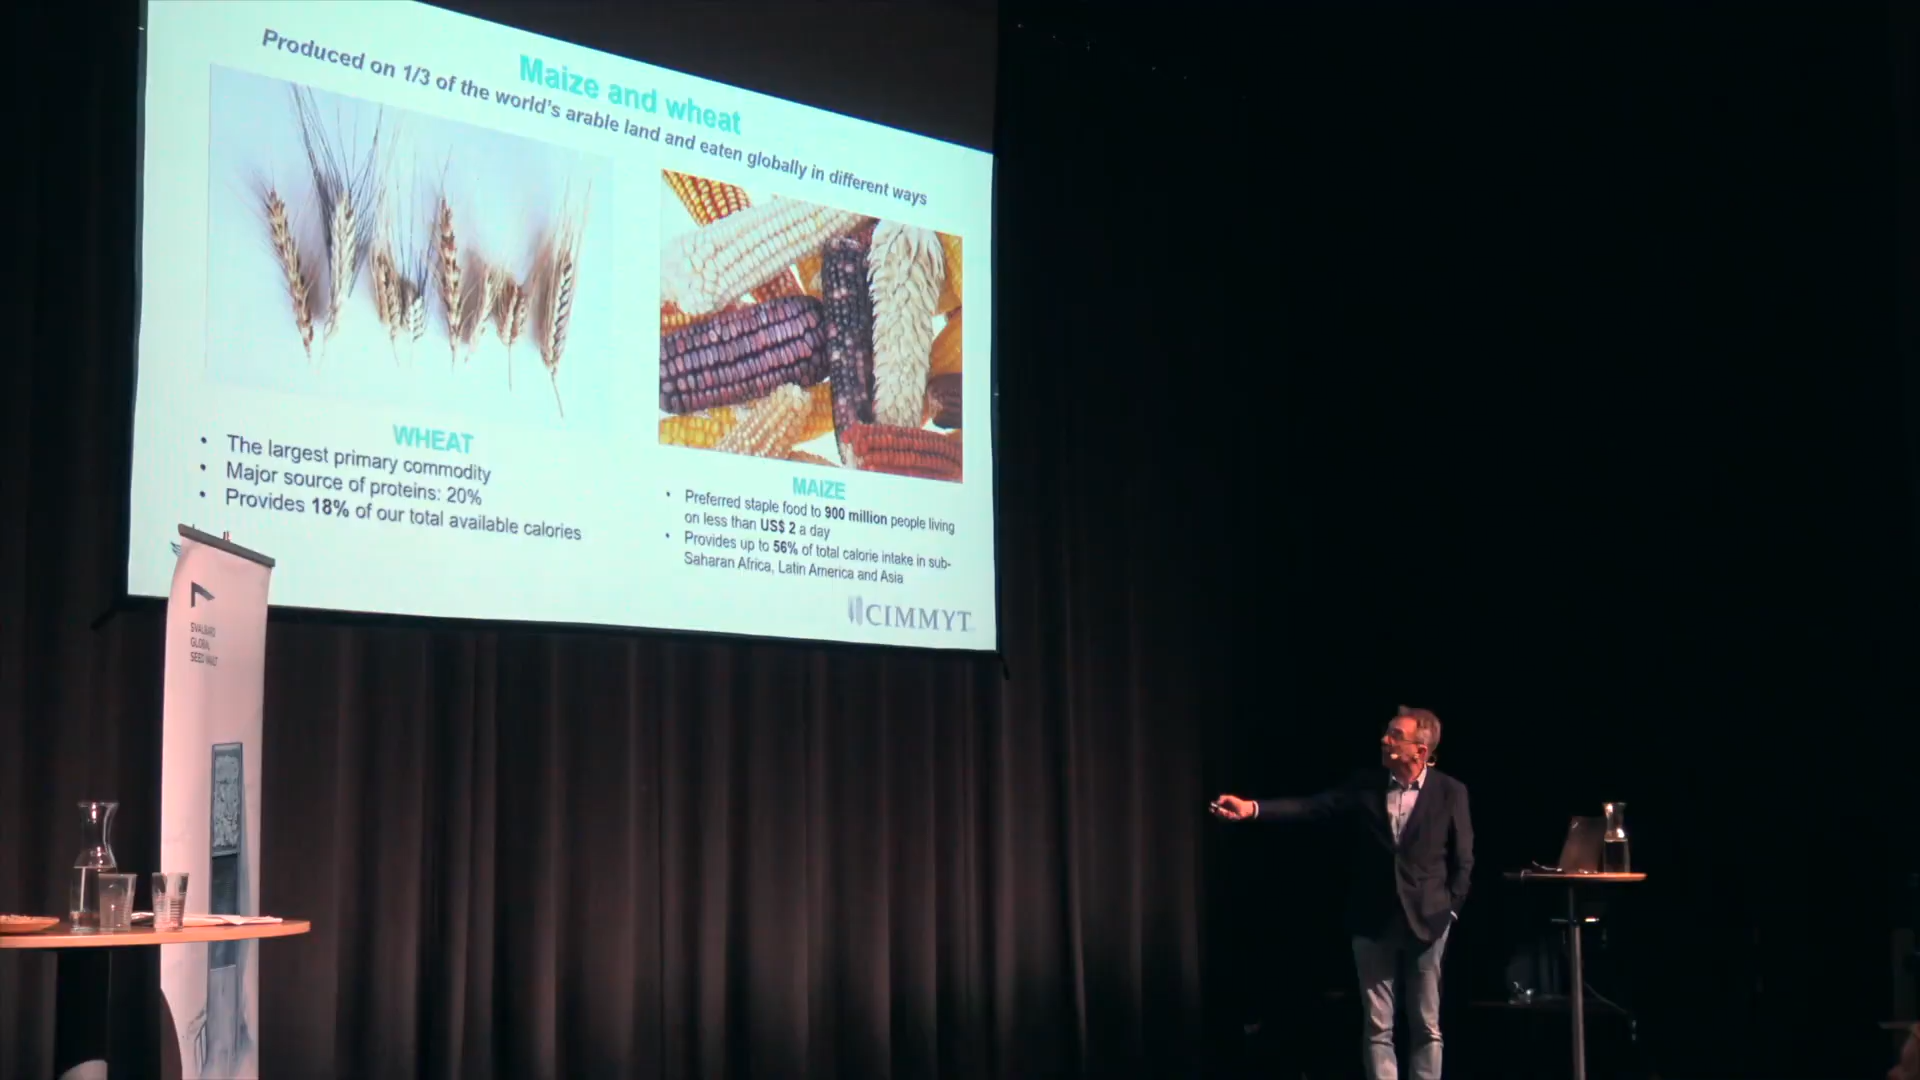 Maize and wheat
Produced on 1/3 of the world's arable land and eaten globally in different ways
WHEAT
• The largest primary commodity
• Major source of proteins: 20%
• Provides 18% of our total available calories
MAIZE
• Preferred staple food to 900 million people living
on less than US$ 2 a day
• Provides up to 56% of total calorie intake in sub-
Saharan Africa, Latin America and Asia
CIMMYT
SVALBARD
GLOBAL
SEED VAULT